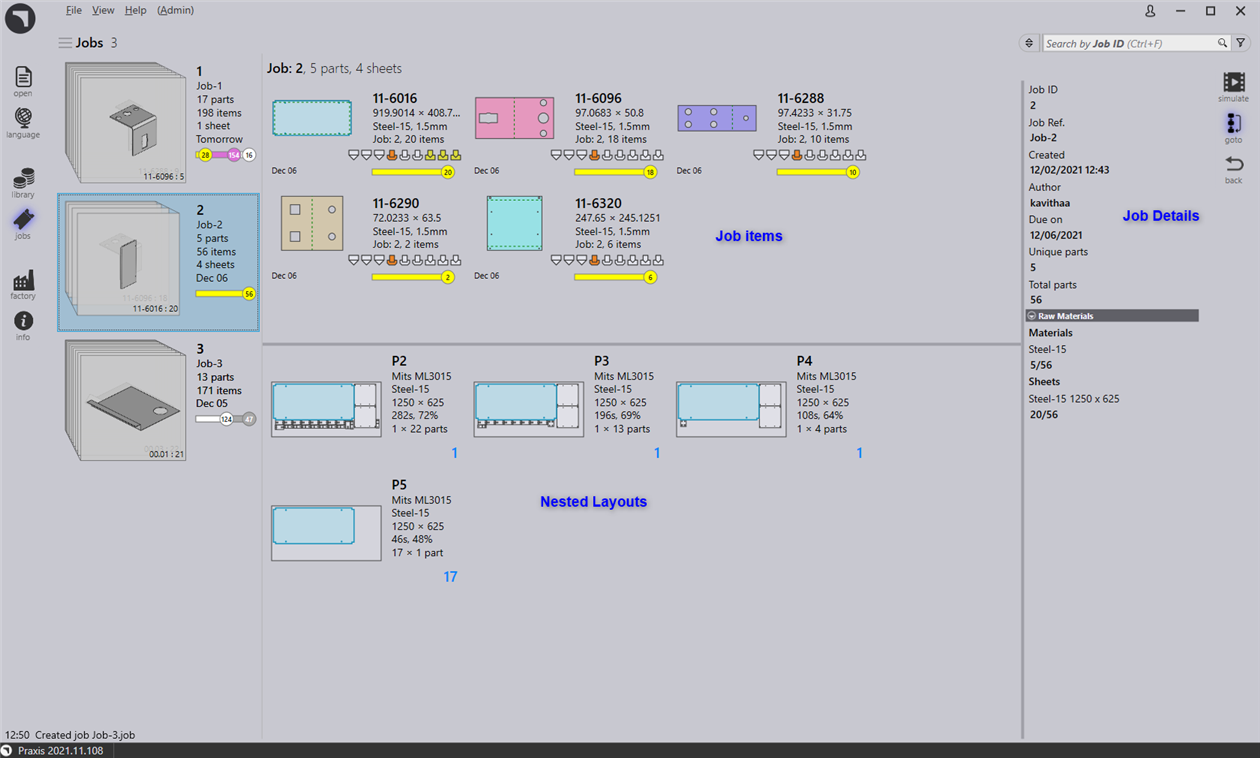 File View Help (Admin)
Jobs 3
Search by Job ID (Ctrl+F)
open
language
library
jobs
factory
info
1
Job-1
17 parts
198 items
1 sheet
Tomorrow
28 154 16
11-6096 : 5
2
Job-2
5 parts
56 items
4 sheets
Dec 06
56
11-6096 : 18
11-6016 : 20
3
Job-3
13 parts
171 items
Dec 05
124 47
00.01 : 21
Job: 2, 5 parts, 4 sheets
11-6016
919.9014 × 408.7...
Steel-15, 1.5mm
Job: 2, 20 items
Dec 06
20
11-6096
97.0683 × 50.8
Steel-15, 1.5mm
Job: 2, 18 items
Dec 06
18
11-6288
97.4233 × 31.75
Steel-15, 1.5mm
Job: 2, 10 items
Dec 06
10
11-6290
72.0233 × 63.5
Steel-15, 1.5mm
Job: 2, 2 items
Dec 06
2
11-6320
247.65 × 245.1251
Steel-15, 1.5mm
Job: 2, 6 items
Dec 06
6
Job items
P2
Mits ML3015
Steel-15
1250 × 625
282s, 72%
1 × 22 parts
1
P3
Mits ML3015
Steel-15
1250 × 625
196s, 69%
1 × 13 parts
1
P4
Mits ML3015
Steel-15
1250 × 625
108s, 64%
1 × 4 parts
1
P5
Mits ML3015
Steel-15
1250 × 625
46s, 48%
17 × 1 part
17
Nested Layouts
Job ID
2
Job Ref.
Job-2
Created
12/02/2021 12:43
Author
kavithaa
Due on
12/06/2021
Unique parts
5
Total parts
56
Raw Materials
Materials
Steel-15
5/56
Sheets
Steel-15 1250 x 625
20/56
Job Details
simulate
goto
back
12:50 Created job Job-3.job
Praxis 2021.11.108